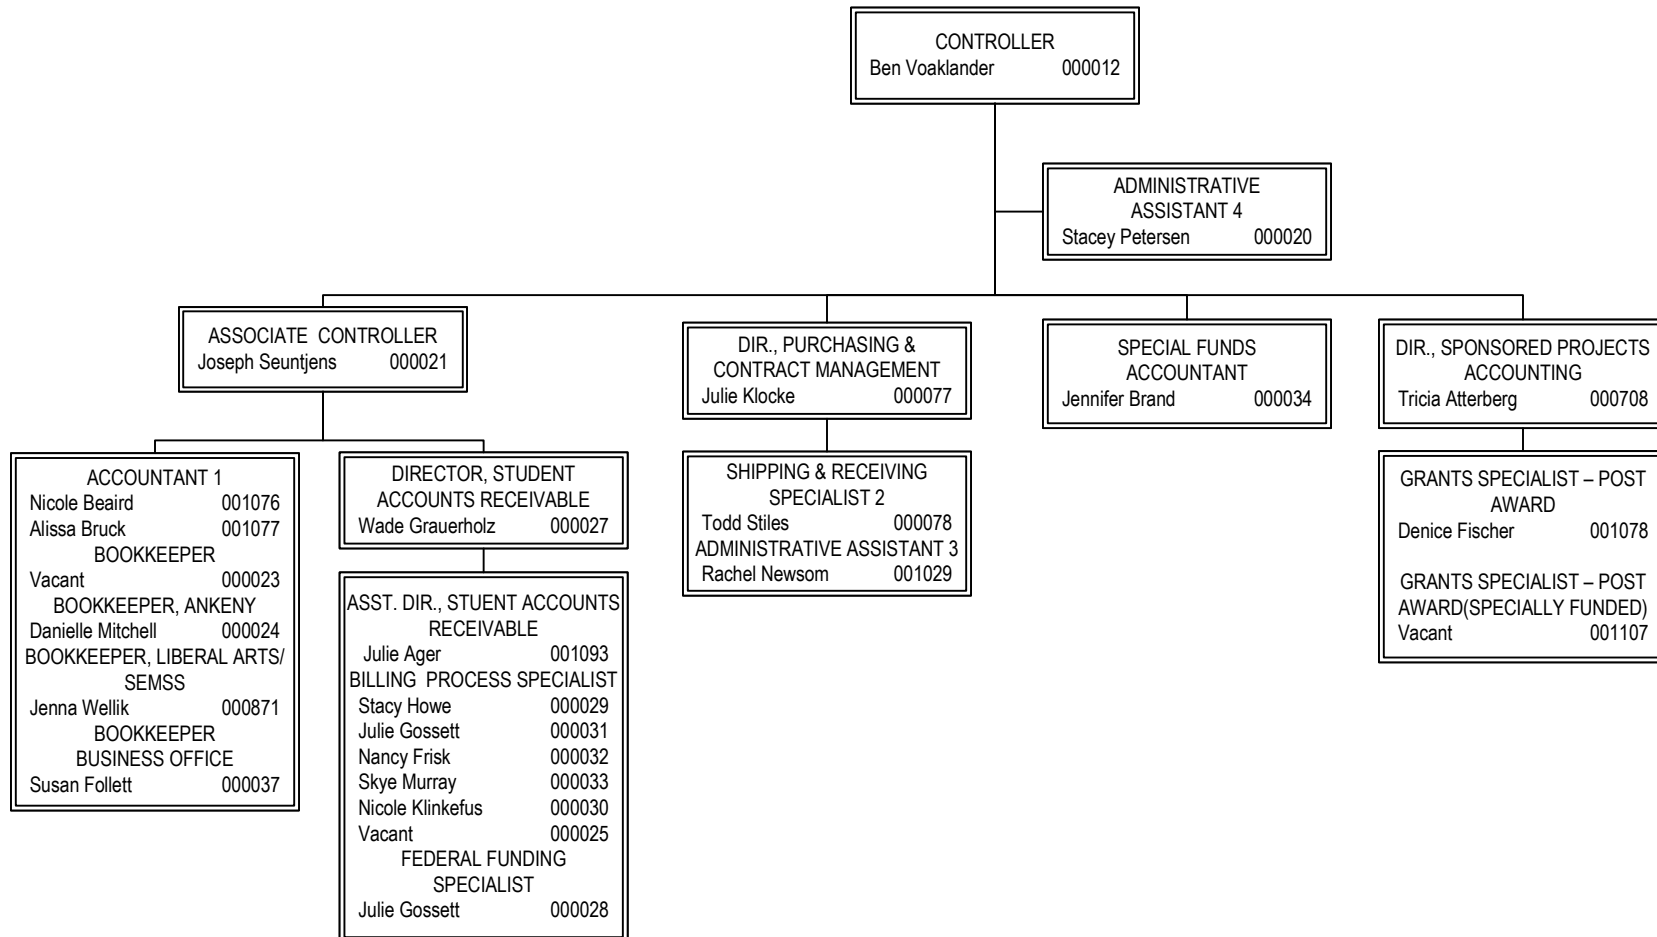 CONTROLLER
Ben Voaklander 000012
ADMINISTRATIVE
ASSISTANT 4
Stacey Petersen 000020
ASSOCIATE CONTROLLER
Joseph Seuntjens 000021
DIR., PURCHASING &
CONTRACT MANAGEMENT
Julie Klocke 000077
SPECIAL FUNDS
ACCOUNTANT
Jennifer Brand 000034
DIR., SPONSORED PROJECTS
ACCOUNTING
Tricia Atterberg 000708
ACCOUNTANT 1
Nicole Beaird 001076
Alissa Bruck 001077
BOOKKEEPER
Vacant 000023
BOOKKEEPER, ANKENY
Danielle Mitchell 000024
BOOKKEEPER, LIBERAL ARTS/
SEMSS
Jenna Wellik 000871
BOOKKEEPER
BUSINESS OFFICE
Susan Follett 000037
DIRECTOR, STUDENT
ACCOUNTS RECEIVABLE
Wade Grauerholz 000027
ASST. DIR., STUENT ACCOUNTS
RECEIVABLE
Julie Ager 001093
BILLING PROCESS SPECIALIST
Stacy Howe 000029
Julie Gossett 000031
Nancy Frisk 000032
Skye Murray 000033
Nicole Klinkefus 000030
Vacant 000025
FEDERAL FUNDING
SPECIALIST
Julie Gossett 000028
SHIPPING & RECEIVING
SPECIALIST 2
Todd Stiles 000078
ADMINISTRATIVE ASSISTANT 3
Rachel Newsom 001029
GRANTS SPECIALIST – POST
AWARD
Denice Fischer 001078
GRANTS SPECIALIST – POST
AWARD(SPECIALLY FUNDED)
Vacant 001107